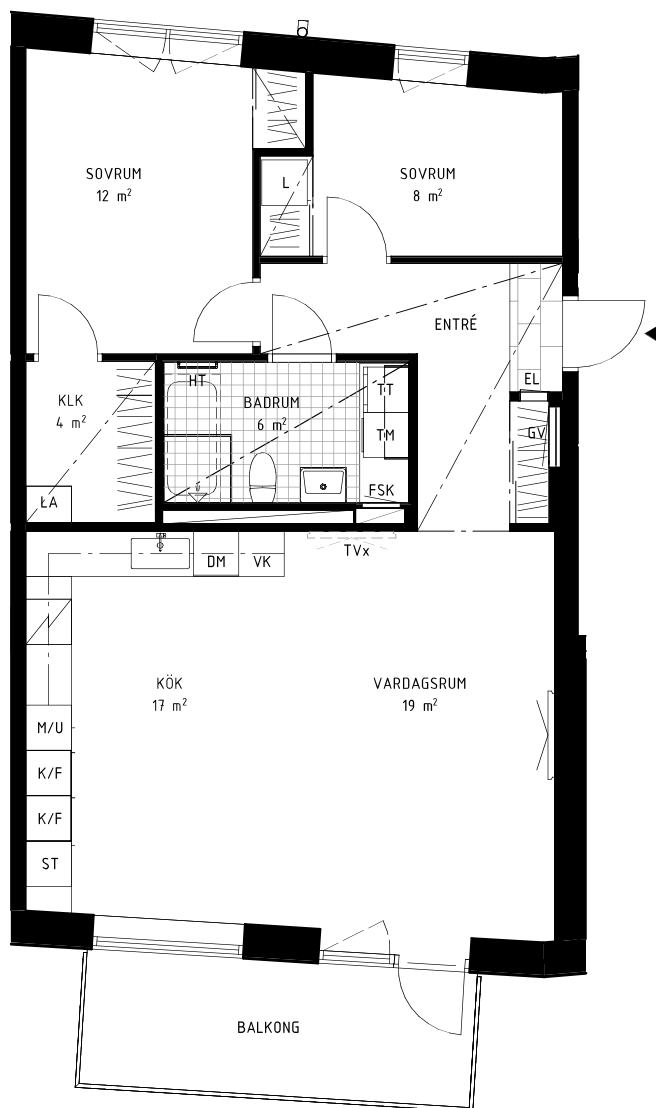 SOVRUM
12 m²
L
SOVRUM
8 m²
ENTRÉ
EL
KLK
4 m²
HT
BADRUM
6 m²
TT
TM
GV
LA
FSK
DM
VK
TVx
KÖK
17 m²
VARDAGSRUM
19 m²
M/U
K/F
K/F
ST
BALKONG